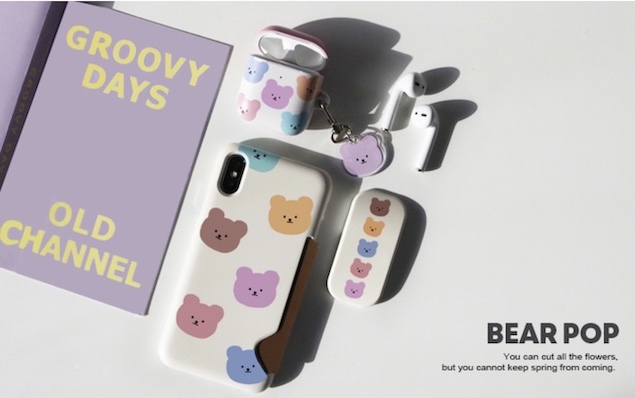 GROOVY
DAYS
OLD
CHANNEL
BEAR POP
You can cut all the flowers,
but you cannot keep spring from coming.